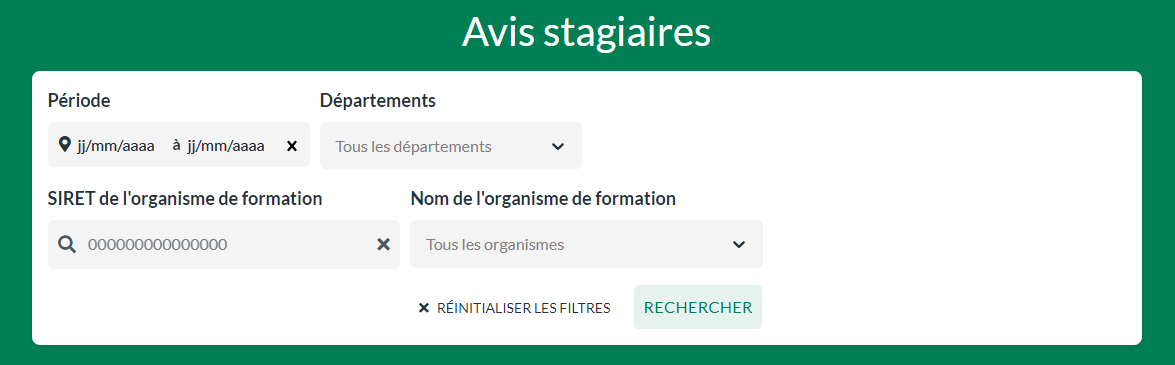 Avis stagiaires
Période
Départements
jj/mm/aaaa à jj/mm/aaaa
Tous les départements
SIRET de l'organisme de formation
Nom de l'organisme de formation
00000000000000
Tous les organismes
RÉINITIALISER LES FILTRES
RECHERCHER